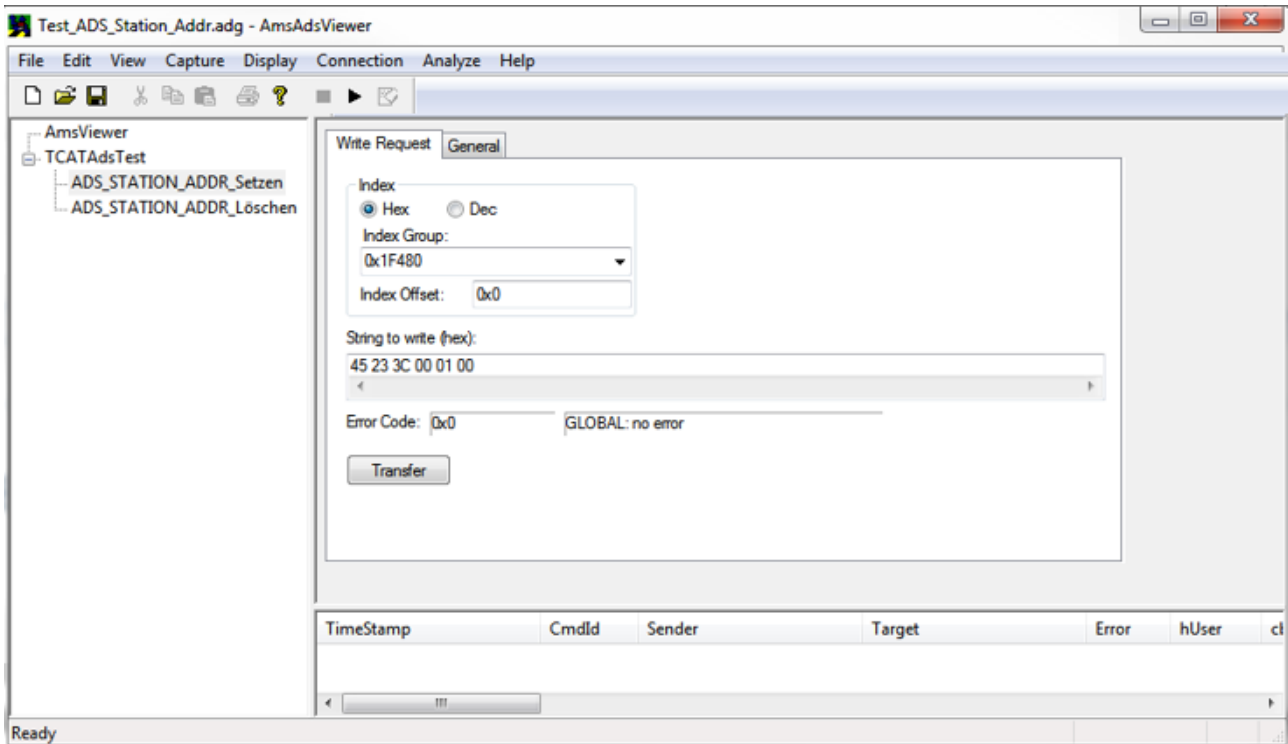 Test_ADS_Station_Addr.adg - AmsAdsViewer
File Edit View Capture Display Connection Analyze Help
AmsViewer
TCATAdsTest
ADS_STATION_ADDR_Setzen
ADS_STATION_ADDR_Löschen
Write Request General
Index
Hex Dec
Index Group:
0x1F480
Index Offset: 0x0
String to write (hex):
45 23 3C 00 01 00
Error Code: 0x0 GLOBAL: no error
Transfer
TimeStamp CmdId Sender Target Error hUser
Ready